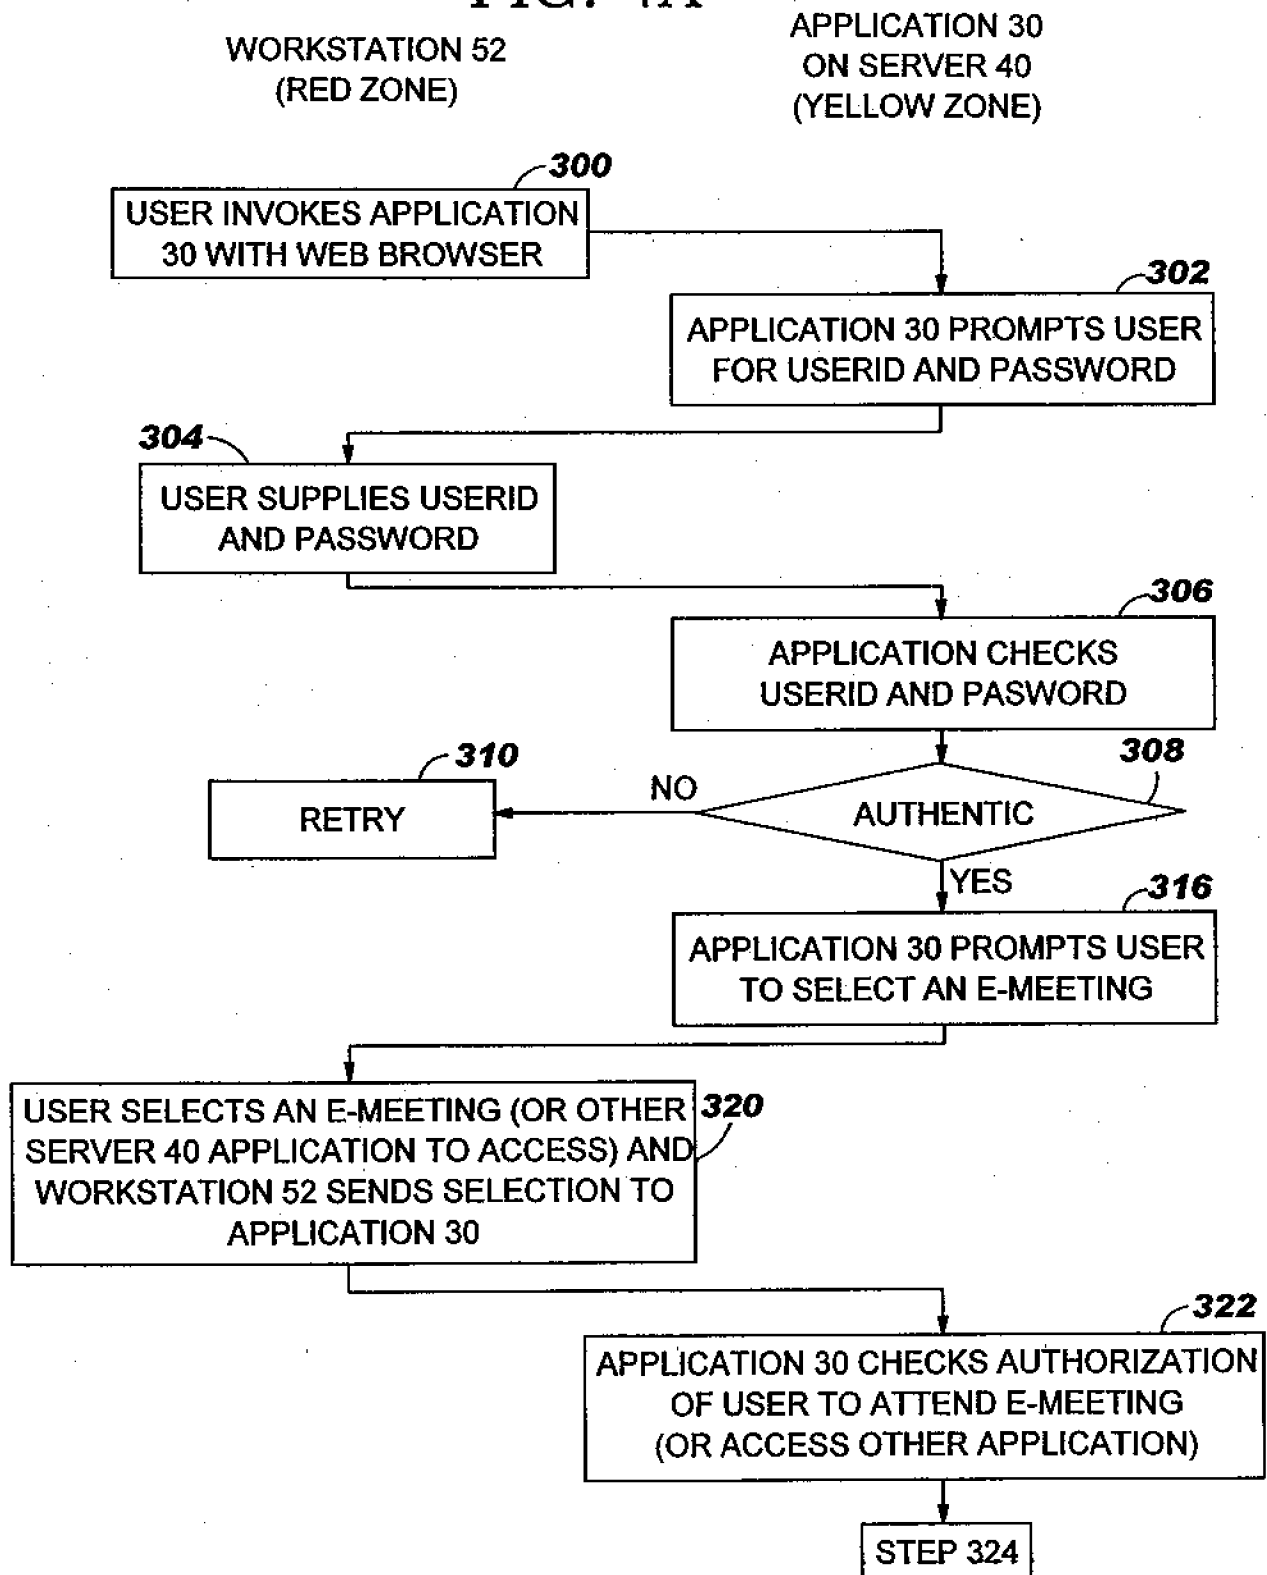 FIG. 4A
WORKSTATION 52
(RED ZONE)
APPLICATION 30
ON SERVER 40
(YELLOW ZONE)
300
USER INVOKES APPLICATION
30 WITH WEB BROWSER
302
APPLICATION 30 PROMPTS USER
FOR USERID AND PASSWORD
304
USER SUPPLIES USERID
AND PASSWORD
306
APPLICATION CHECKS
USERID AND PASWORD
308
AUTHENTIC
NO
310
RETRY
YES
316
APPLICATION 30 PROMPTS USER
TO SELECT AN E-MEETING
320
USER SELECTS AN E-MEETING (OR OTHER
SERVER 40 APPLICATION TO ACCESS) AND
WORKSTATION 52 SENDS SELECTION TO
APPLICATION 30
322
APPLICATION 30 CHECKS AUTHORIZATION
OF USER TO ATTEND E-MEETING
(OR ACCESS OTHER APPLICATION)
STEP 324